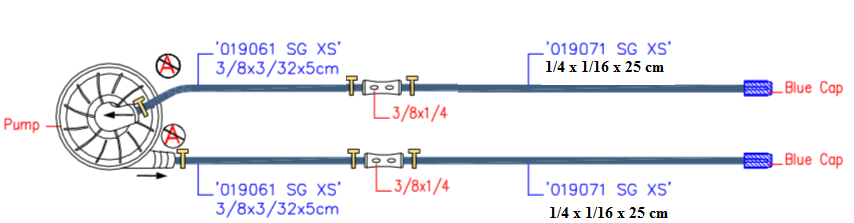 '019061 SG XS'
3/8x3/32x5cm
'019071 SG XS'
1/4 x 1/16 x 25 cm
A
Blue Cap
3/8x1/4
Pump
A
Blue Cap
'019061 SG XS'
3/8x3/32x5cm
3/8x1/4
'019071 SG XS'
1/4 x 1/16 x 25 cm